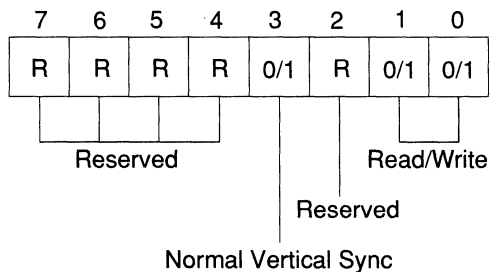 7 6 5 4 3 2 1 0
R R R R 0/1 R 0/1 0/1
Reserved Read/Write
Reserved
Normal Vertical Sync